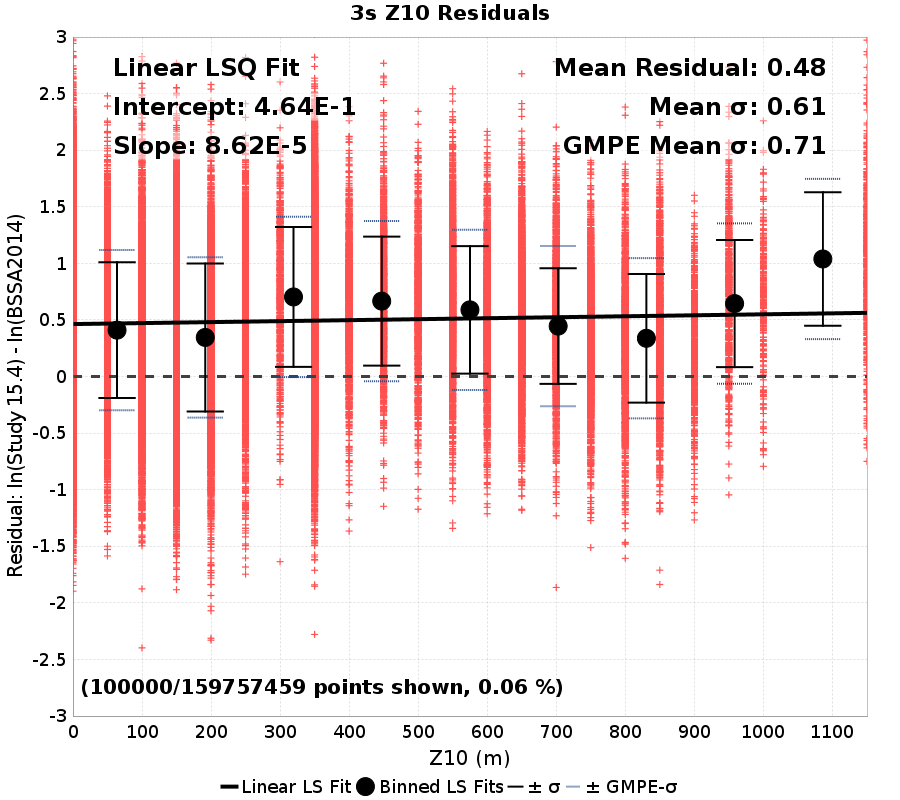 3s Z10 Residuals
Linear LSQ Fit
Intercept: 4.64E-1
Slope: 8.62E-5
Mean Residual: 0.48
Mean σ: 0.61
GMPE Mean σ: 0.71
Residual: ln(Study 15.4) - ln(BSSA2014)
3
2.5
2
1.5
1
0.5
0
-0.5
-1
-1.5
-2
-2.5
-3
(100000/159757459 points shown, 0.06 %)
0 100 200 300 400 500 600 700 800 900 1000 1100
Z10 (m)
Linear LS Fit Binned LS Fits ± σ ± GMPE-σ